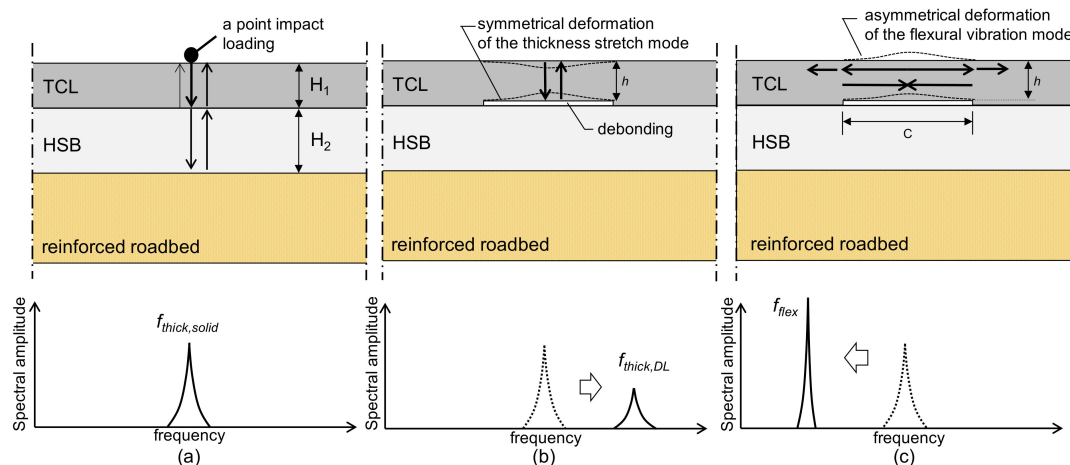 a point impact
loading
TCL
H1
HSB
H2
reinforced roadbed
Spectral amplitude
fthick,solid
frequency
(a)
symmetrical deformation
of the thickness stretch mode
TCL
h
debonding
HSB
reinforced roadbed
Spectral amplitude
fthick,DL
frequency
(b)
asymmetrical deformation
of the flexural vibration mode
TCL
h
C
HSB
reinforced roadbed
Spectral amplitude
fflex
frequency
(c)